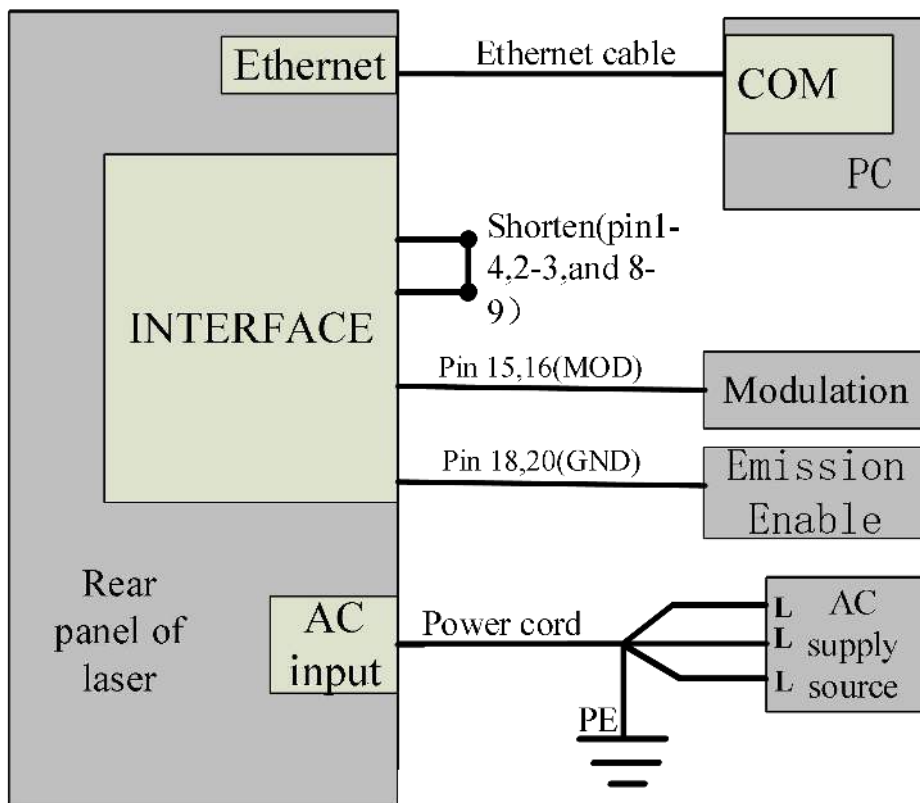 Ethernet
Ethernet cable
COM
PC
INTERFACE
Shorten(pin1-
4,2-3,and 8-
9）
Pin 15,16(MOD)
Modulation
Pin 18,20(GND)
Emission
Enable
Rear
panel of
laser
AC
input
Power cord
PE
L
L
L
AC
supply
source